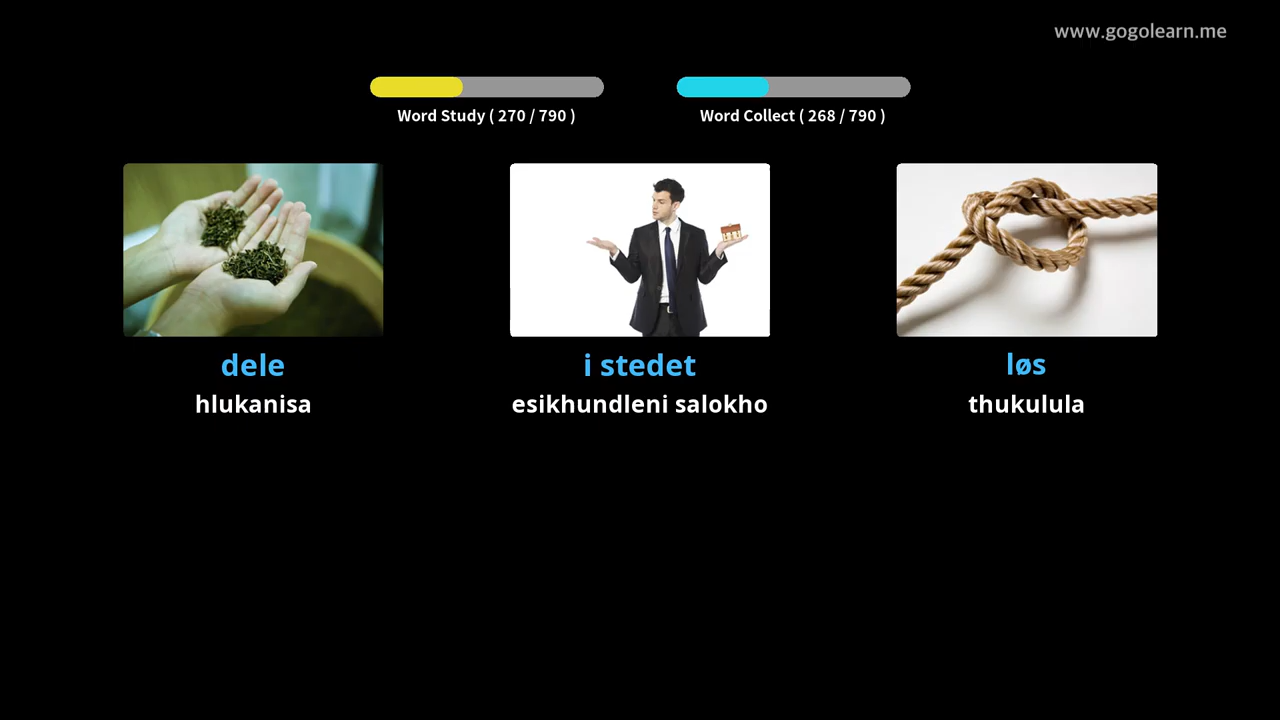 www.gogolearn.me
Word Study ( 270 / 790 )
Word Collect ( 268 / 790 )
dele
hlukanisa
i stedet
esikhundleni salokho
løs
thukulula